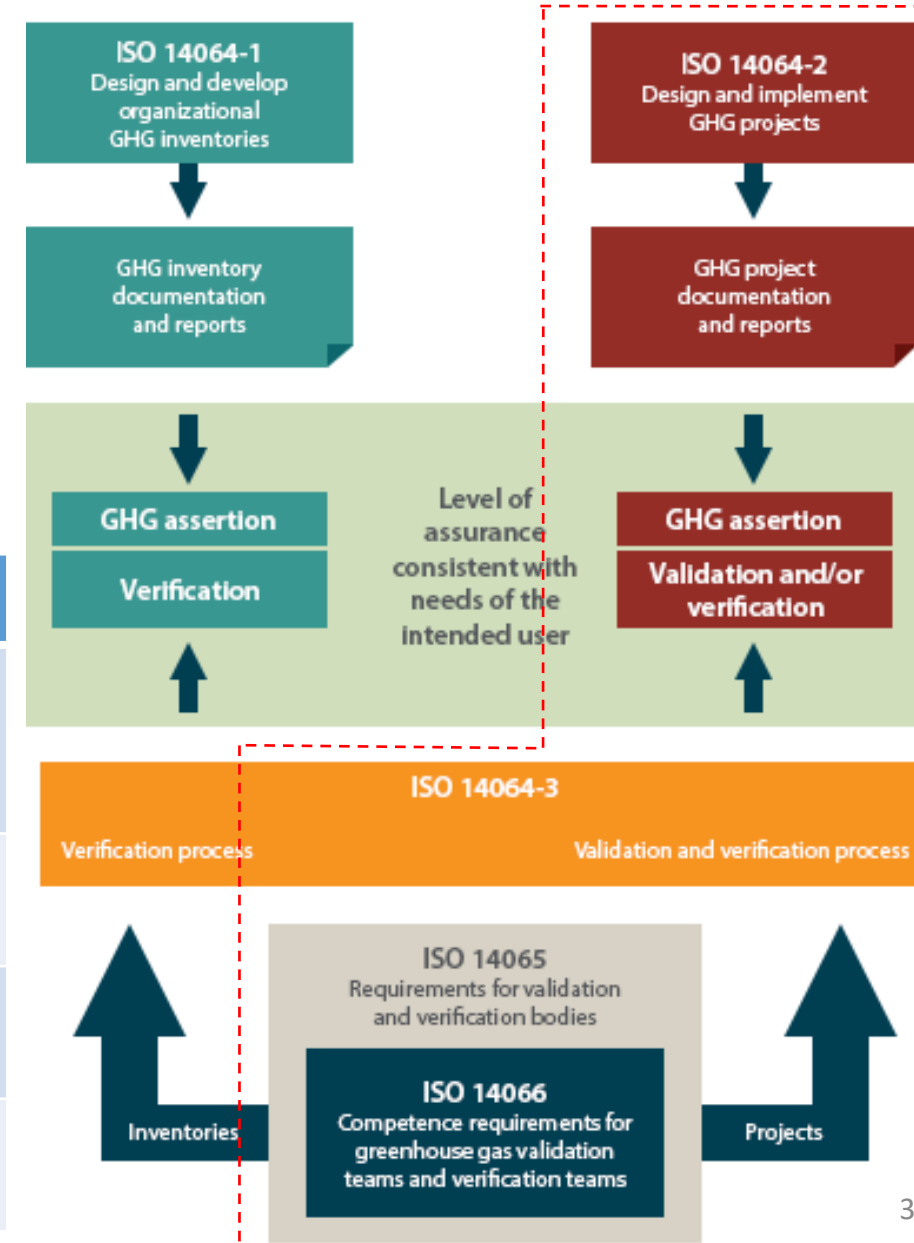 ISO 14064-1
Design and develop
organizational
GHG inventories
ISO 14064-2
Design and implement
GHG projects
GHG inventory
documentation
and reports
GHG project
documentation
and reports
GHG assertion
Verification
Level of
assurance
consistent with
needs of the
intended user
GHG assertion
Validation and/or
verification
ISO 14064-3
Verification process
Validation and verification process
ISO 14065
Requirements for validation
and verification bodies
ISO 14066
Competence requirements for
greenhouse gas validation
teams and verification teams
Inventories
Projects
3